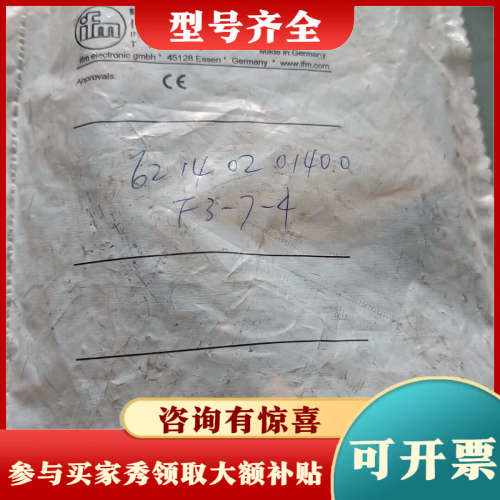 型号齐全
ifm
Made in Germany
ifm electronic gmbh * 45128 Essen * Germany * www.ifm.com
Approvals:
CE
62 14 02 0140.0
F3-7-4
咨询有惊喜
参与买家秀领取大额补贴
可开票